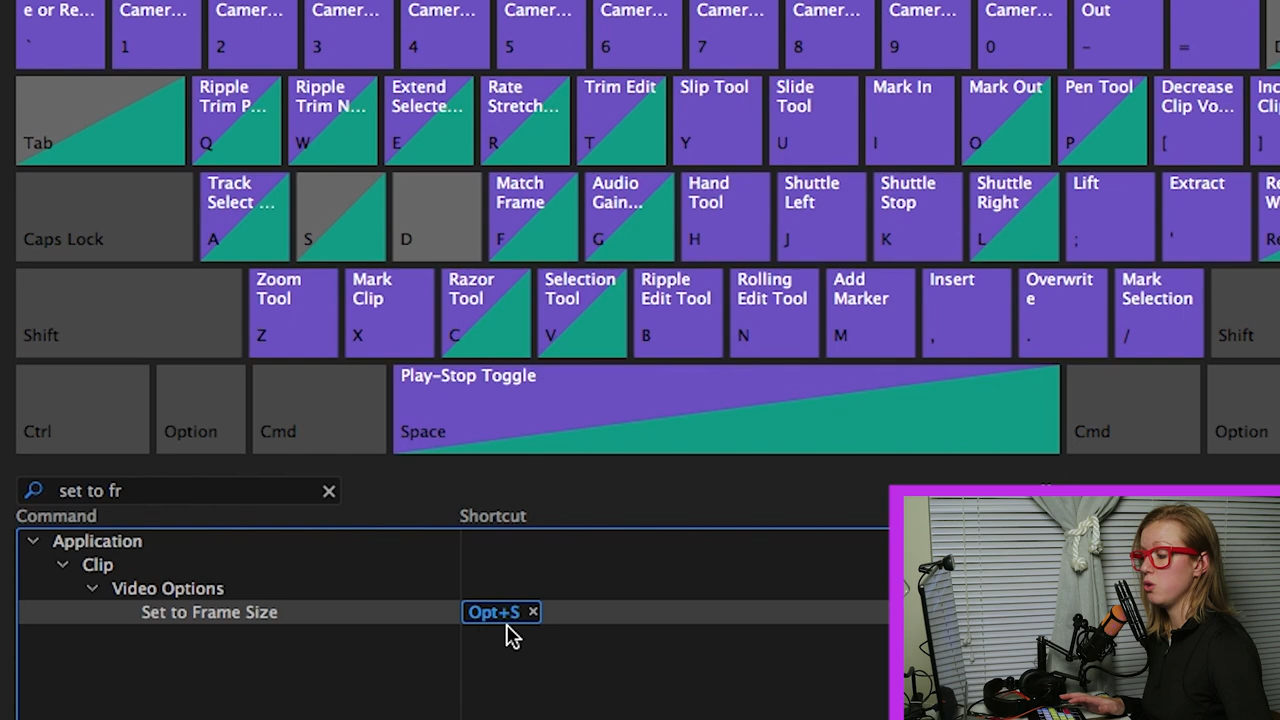 e or Re... Camer... Camer... Camer... Camer... Camer... Camer... Camer... Camer... Camer... Camer... Out
` 1 2 3 4 5 6 7 8 9 0 - =
Ripple Ripple Extend Rate Trim Edit Slip Tool Slide Mark In Mark Out Pen Tool Decrease
Trim P... Trim N... Selecte... Stretch... Tool Clip Vo...
Tab Q W E R T Y U I O P [ ]
Track Match Audio Hand Shuttle Shuttle Shuttle Lift Extract
Select ... Frame Gain... Tool Left Stop Right
Caps Lock A S D F G H J K L ; '
Zoom Mark Razor Selection Ripple Rolling Add Insert Overwrit Mark
Tool Clip Tool Tool Edit Tool Edit Tool Marker e Selection
Shift Z X C V B N M , . / Shift
Play-Stop Toggle
Ctrl Option Cmd Space Cmd Option
set to fr
Command Shortcut
Application
Clip
Video Options
Set to Frame Size Opt+S